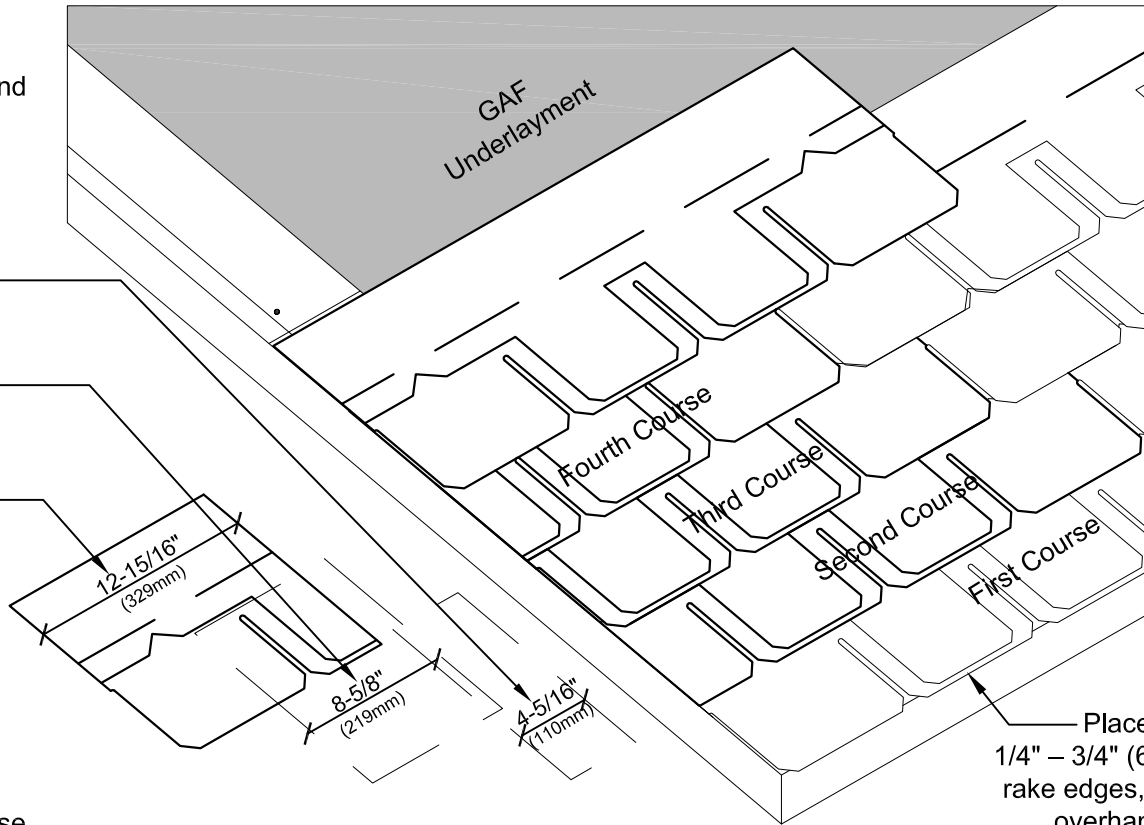 nd
GAF
Underlayment
Fourth Course
Third Course
Second Course
First Course
12-15/16"
(329mm)
8-5/8"
(219mm)
4-5/16"
(110mm)
Place
1/4" – 3/4" (6
rake edges,
overhan
se